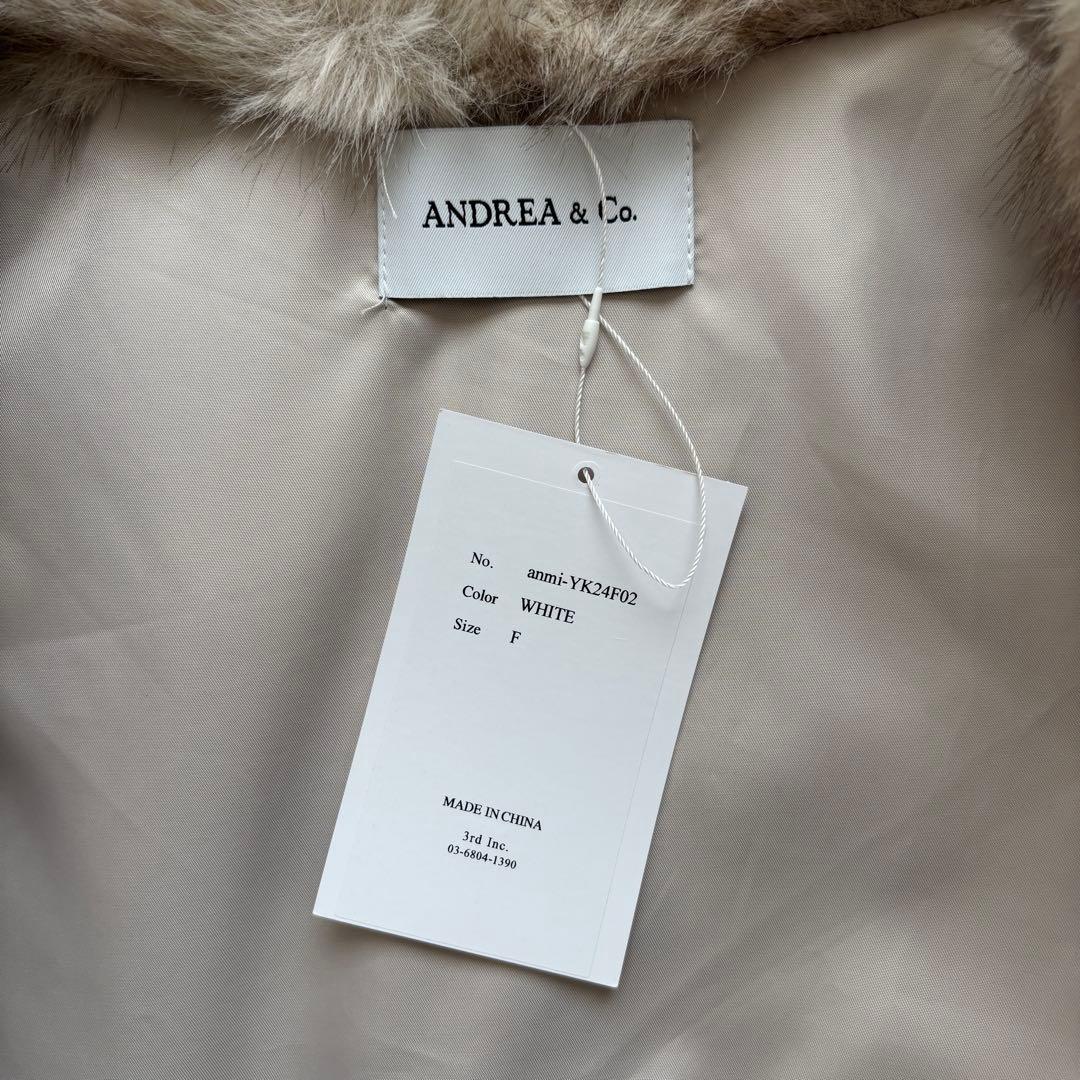 ANDREA & Co.
No. anmi-YK24F02
Color WHITE
Size F
MADE IN CHINA
3rd Inc.
03-6804-1390